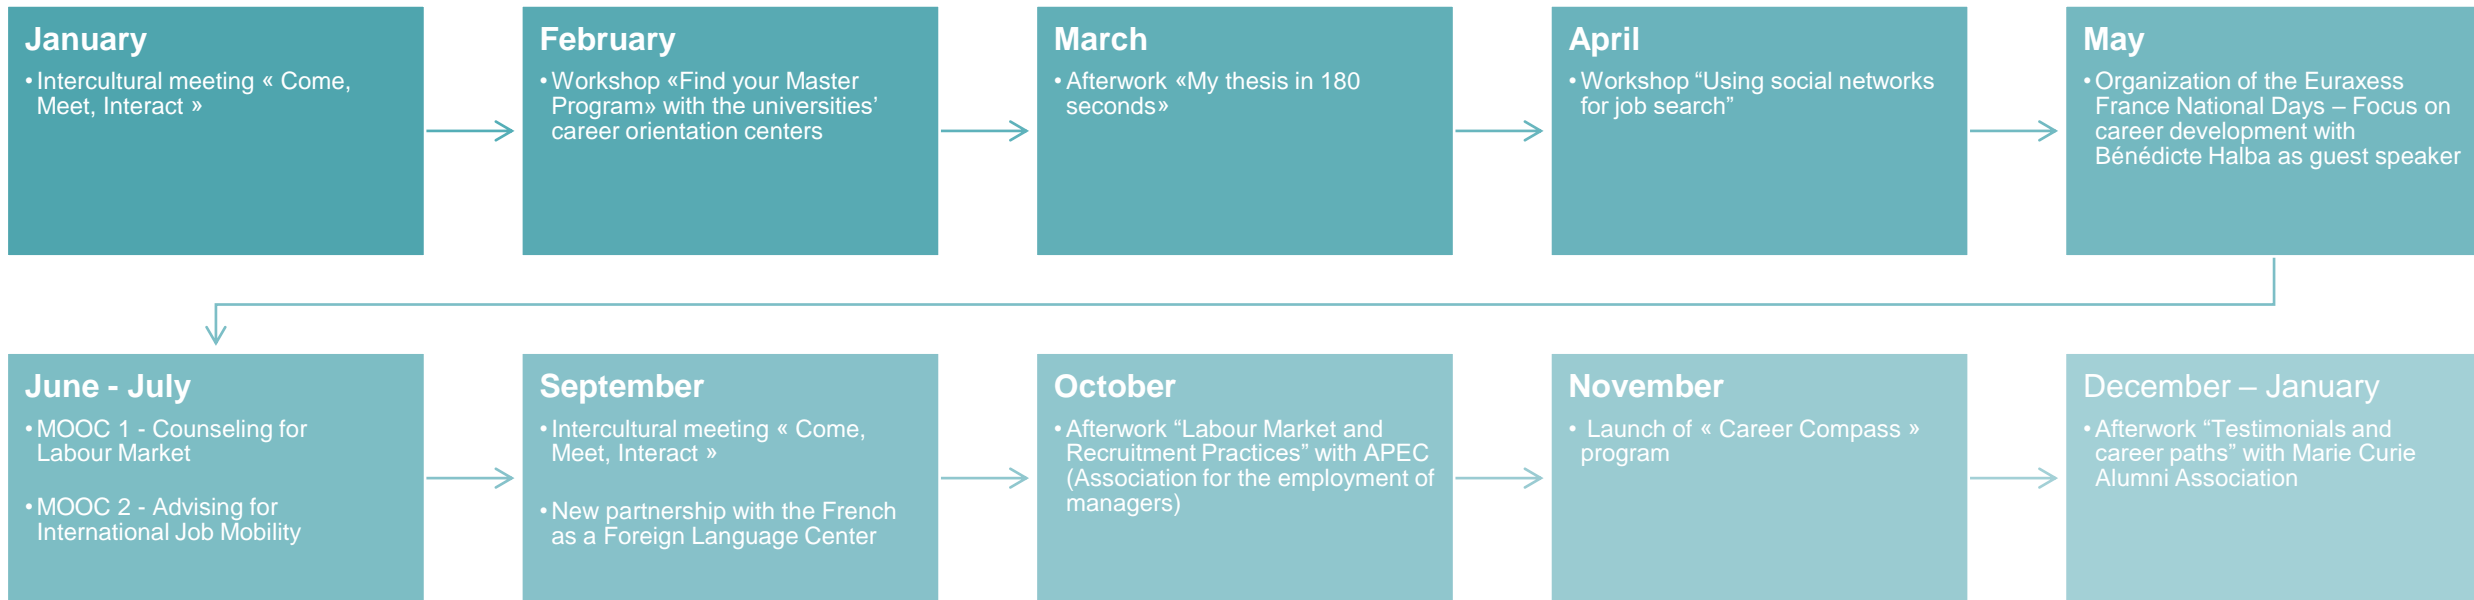 January
• Intercultural meeting « Come,
Meet, Interact »
February
• Workshop «Find your Master
Program» with the universities’
career orientation centers
March
• Afterwork «My thesis in 180
seconds»
April
• Workshop “Using social networks
for job search”
May
• Organization of the Euraxess
France National Days – Focus on
career development with
Bénédicte Halba as guest speaker
June - July
• MOOC 1 - Counseling for
Labour Market
• MOOC 2 - Advising for
International Job Mobility
September
• Intercultural meeting « Come,
Meet, Interact »
• New partnership with the French
as a Foreign Language Center
October
• Afterwork “Labour Market and
Recruitment Practices” with APEC
(Association for the employment of
managers)
November
• Launch of « Career Compass »
program
December – January
• Afterwork “Testimonials and
career paths” with Marie Curie
Alumni Association